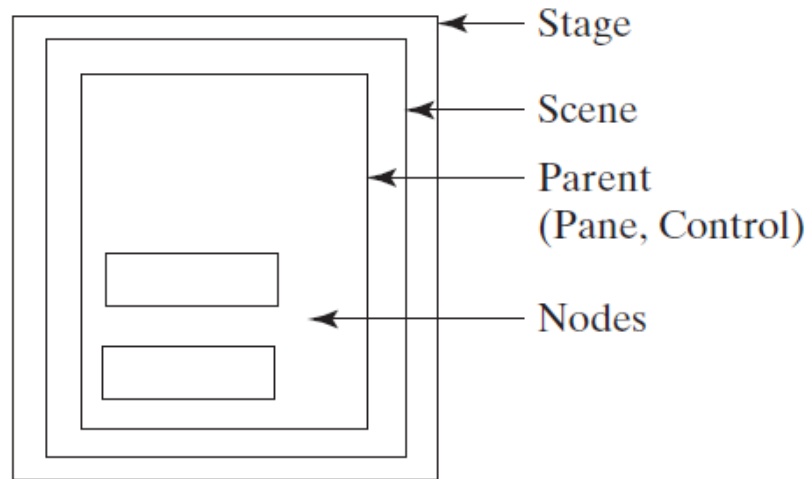 Stage
Scene
Parent
(Pane, Control)
Nodes